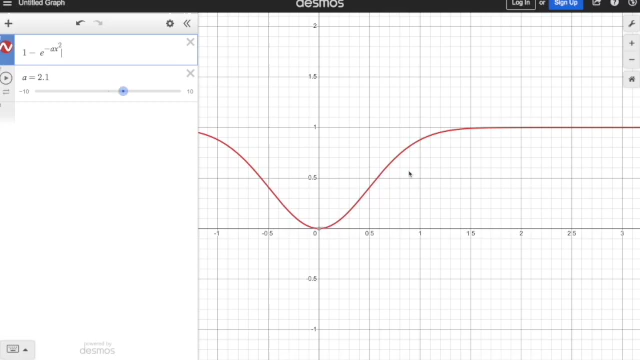 Untitled Graph
desmos
Log In or Sign Up
1 − e^{−ax^2}
a = 2.1
−10
10
powered by
desmos
2
1.5
1
0.5
-0.5
-1
-1
-0.5
0
0.5
1
1.5
2
2.5
3